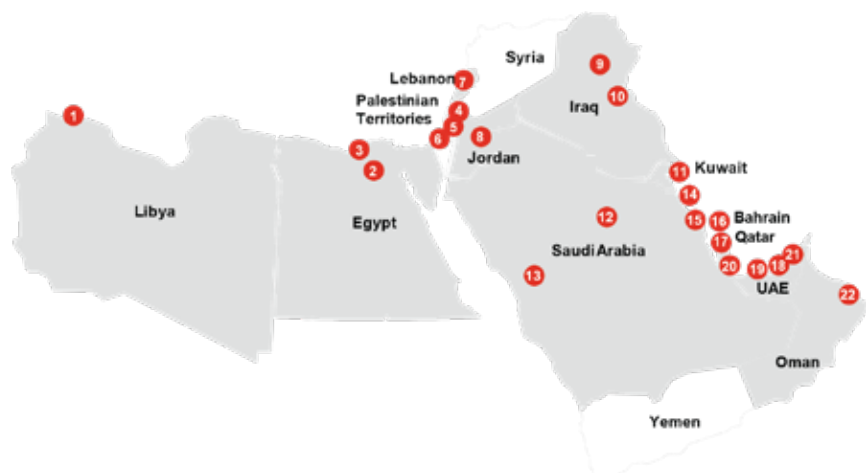 Syria
Lebanon
9
7
Palestinian
Territories
10
Iraq
1
4
5
6
8
3
Jordan
2
11
Kuwait
14
Libya
Egypt
12
15
16
Bahrain
Qatar
17
Saudi Arabia
13
20
19
18
21
UAE
22
Oman
Yemen